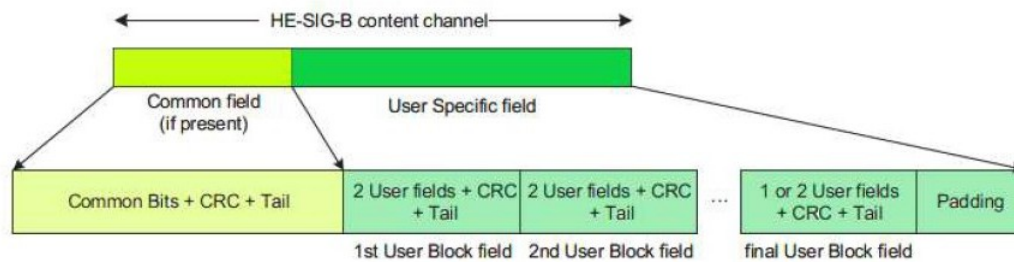 HE-SIG-B content channel
Common field
(if present)
User Specific field
Common Bits + CRC + Tail
2 User fields + CRC
+ Tail
2 User fields + CRC
+ Tail
...
1 or 2 User fields
+ CRC + Tail
Padding
1st User Block field
2nd User Block field
final User Block field